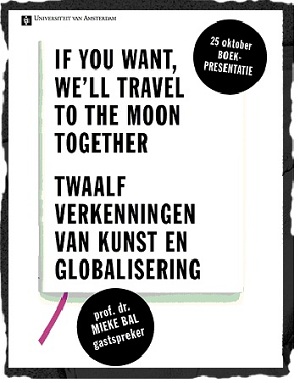 UNIVERSITEIT VAN AMSTERDAM
25 oktober
BOEK-
PRESENTATIE
IF YOU WANT,
WE'LL TRAVEL
TO THE MOON
TOGETHER
TWAALF
VERKENNINGEN
VAN KUNST EN
GLOBALISERING
prof. dr.
MIEKE BAL
gastspreker